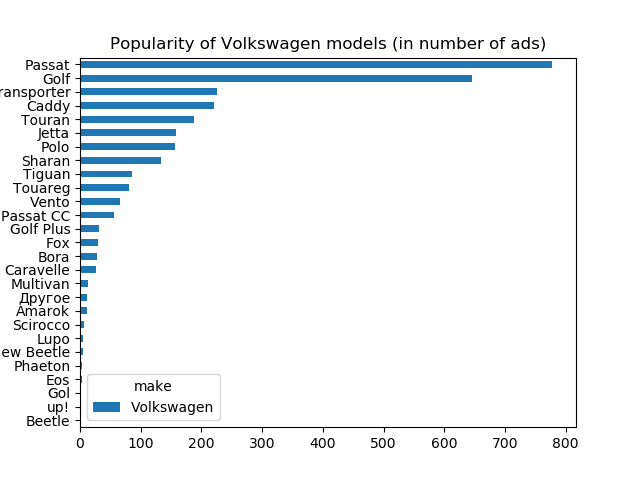 Popularity of Volkswagen models (in number of ads)
Passat
Golf
ransporter
Caddy
Touran
Jetta
Polo
Sharan
Tiguan
Touareg
Vento
Passat CC
Golf Plus
Fox
Bora
Caravelle
Multivan
Другое
Amarok
Scirocco
Lupo
ew Beetle
Phaeton
Eos
Gol
up!
Beetle
make
Volkswagen
0 100 200 300 400 500 600 700 800